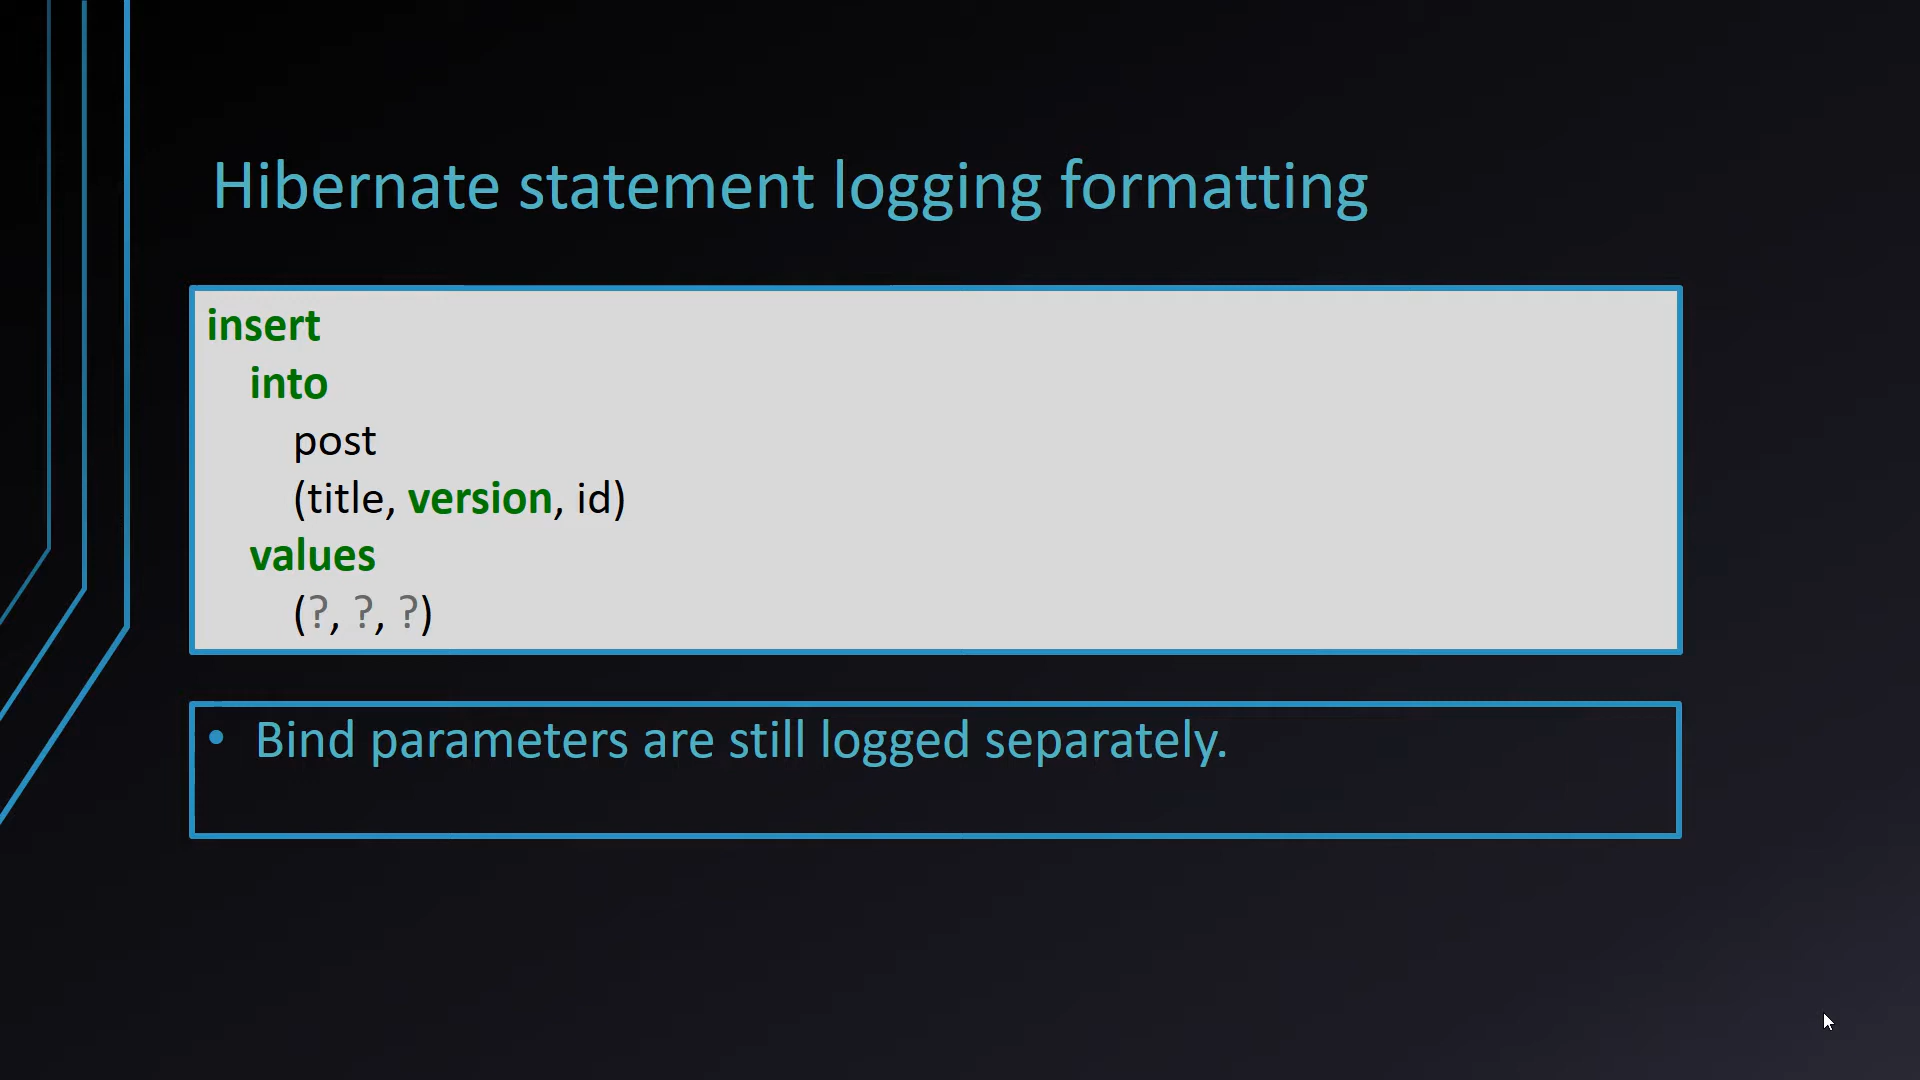 Hibernate statement logging formatting
insert
into
post
(title, version, id)
values
(?, ?, ?)
• Bind parameters are still logged separately.